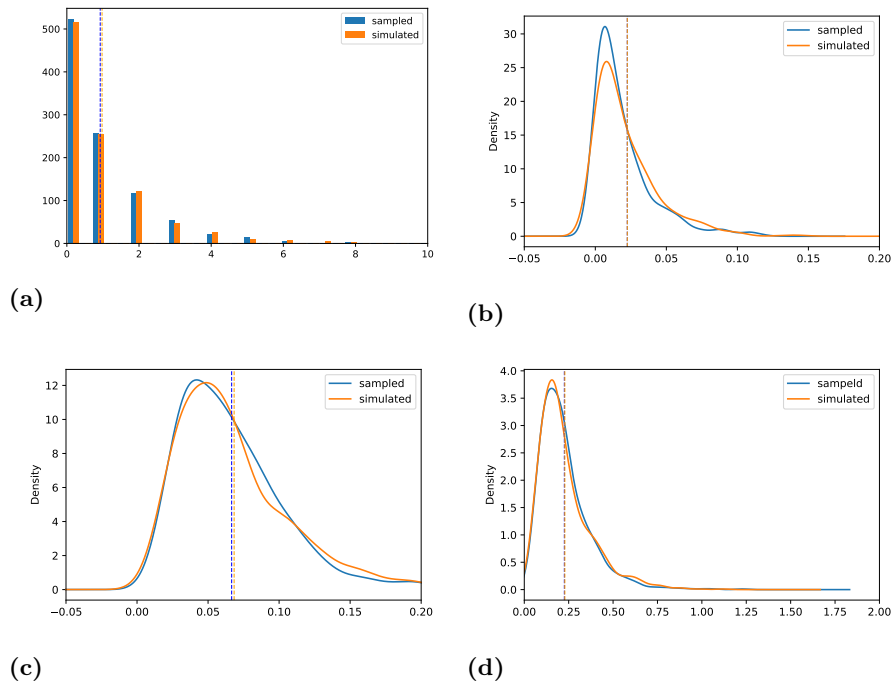 500
400
300
200
100
0
0 2 4 6 8 10
sampled
simulated
(a)
Density
30
25
20
15
10
5
0
−0.05 0.00 0.05 0.10 0.15 0.20
sampled
simulated
(b)
Density
12
10
8
6
4
2
0
−0.05 0.00 0.05 0.10 0.15 0.20
sampled
simulated
(c)
Density
4.0
3.5
3.0
2.5
2.0
1.5
1.0
0.5
0.0
0.00 0.25 0.50 0.75 1.00 1.25 1.50 1.75 2.00
sampeld
simulated
(d)